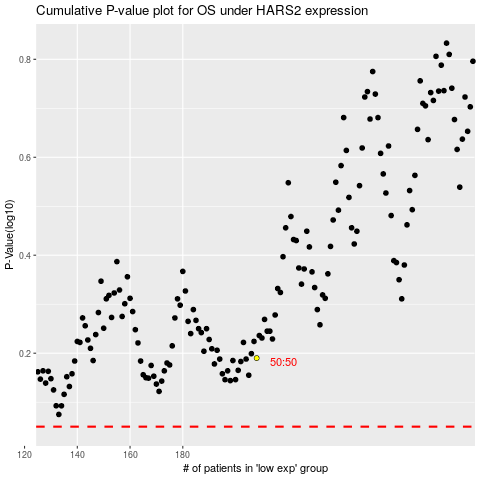 Cumulative P-value plot for OS under HARS2 expression
P-Value(log10)
0.8
0.6
0.4
0.2
50:50
120 140 160 180
# of patients in 'low exp' group